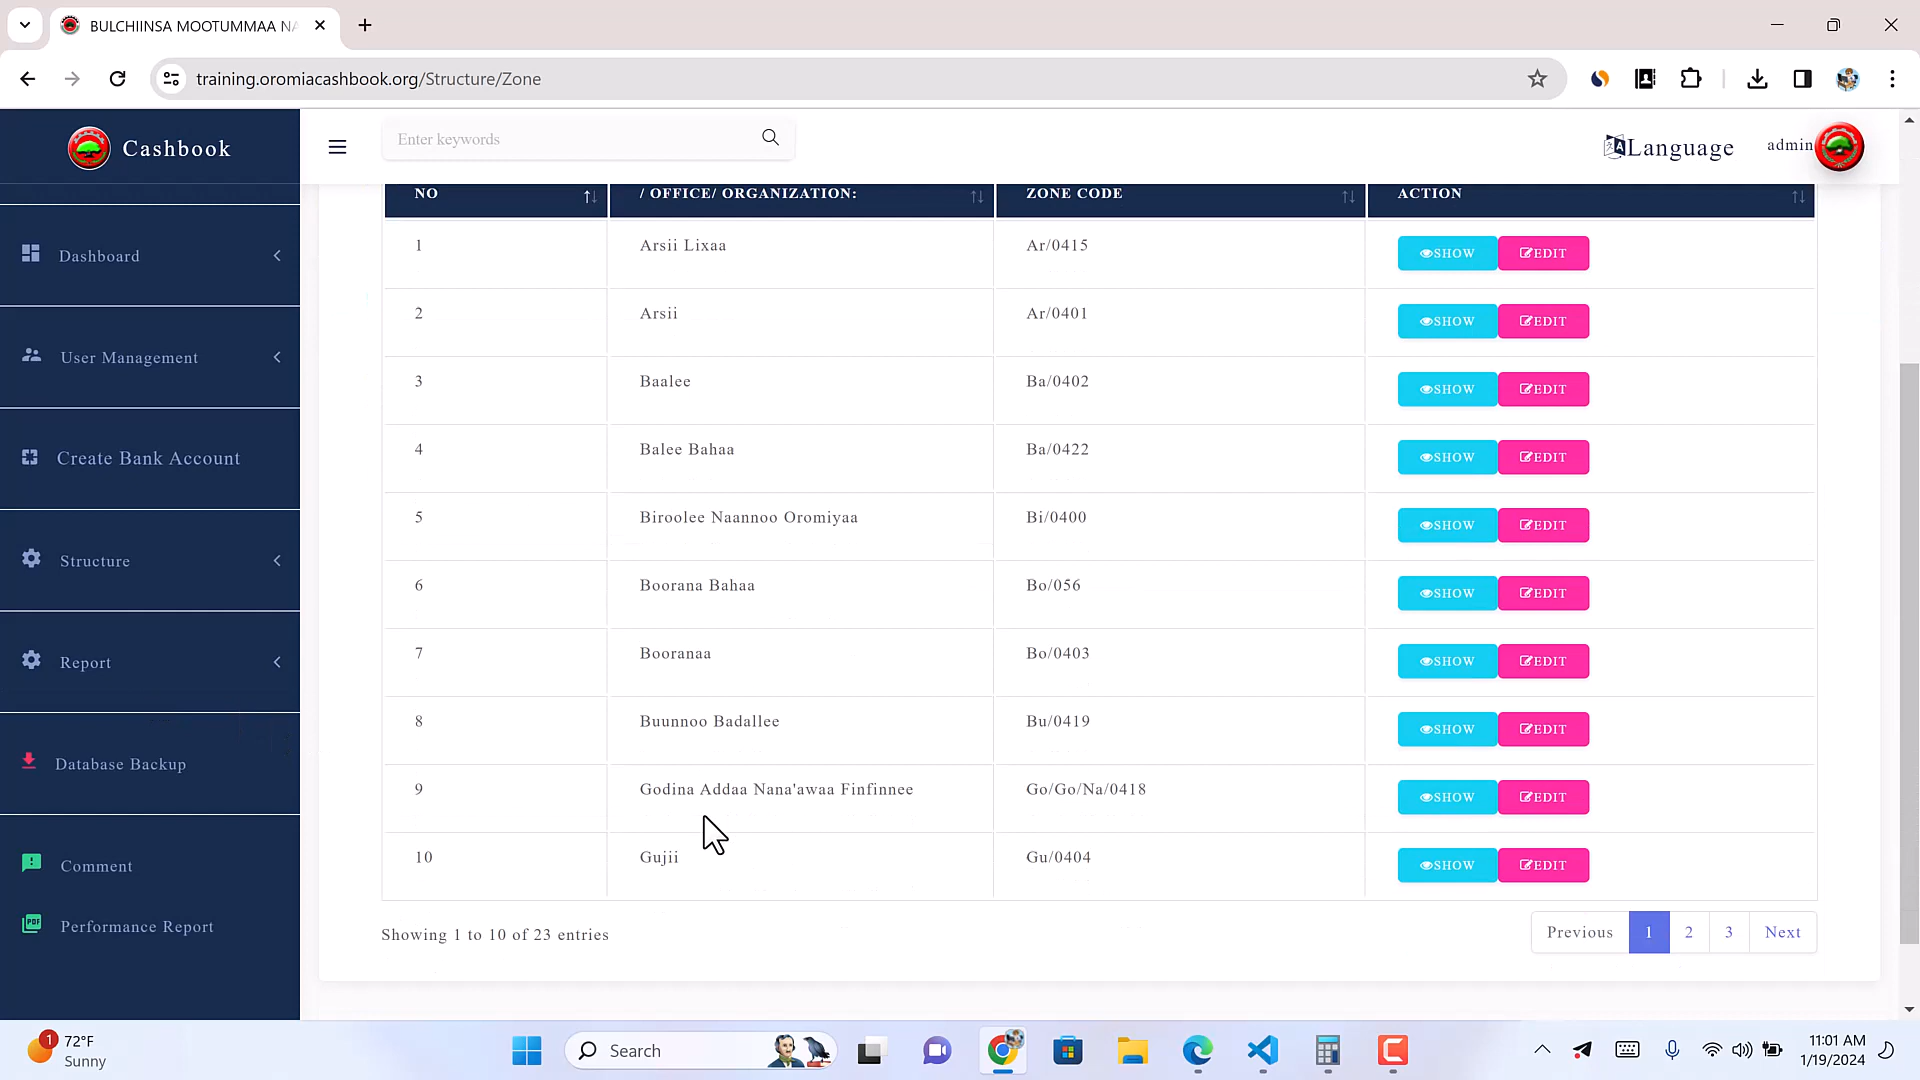 BULCHIINSA MOOTUMMAA NA
training.oromiacashbook.org/Structure/Zone
Cashbook
Enter keywords
Language
admin
NO
/ OFFICE/ ORGANIZATION:
ZONE CODE
ACTION
Dashboard
User Management
Create Bank Account
Structure
Report
Database Backup
Comment
PDF
Performance Report
1 Arsii Lixaa Ar/0415 SHOW EDIT
2 Arsii Ar/0401 SHOW EDIT
3 Baalee Ba/0402 SHOW EDIT
4 Balee Bahaa Ba/0422 SHOW EDIT
5 Biroolee Naannoo Oromiyaa Bi/0400 SHOW EDIT
6 Boorana Bahaa Bo/056 SHOW EDIT
7 Booranaa Bo/0403 SHOW EDIT
8 Buunnoo Badallee Bu/0419 SHOW EDIT
9 Godina Addaa Nana'awaa Finfinnee Go/Go/Na/0418 SHOW EDIT
10 Gujii Gu/0404 SHOW EDIT
Showing 1 to 10 of 23 entries
Previous 1 2 3 Next
1
72°F
Sunny
Search
11:01 AM
1/19/2024